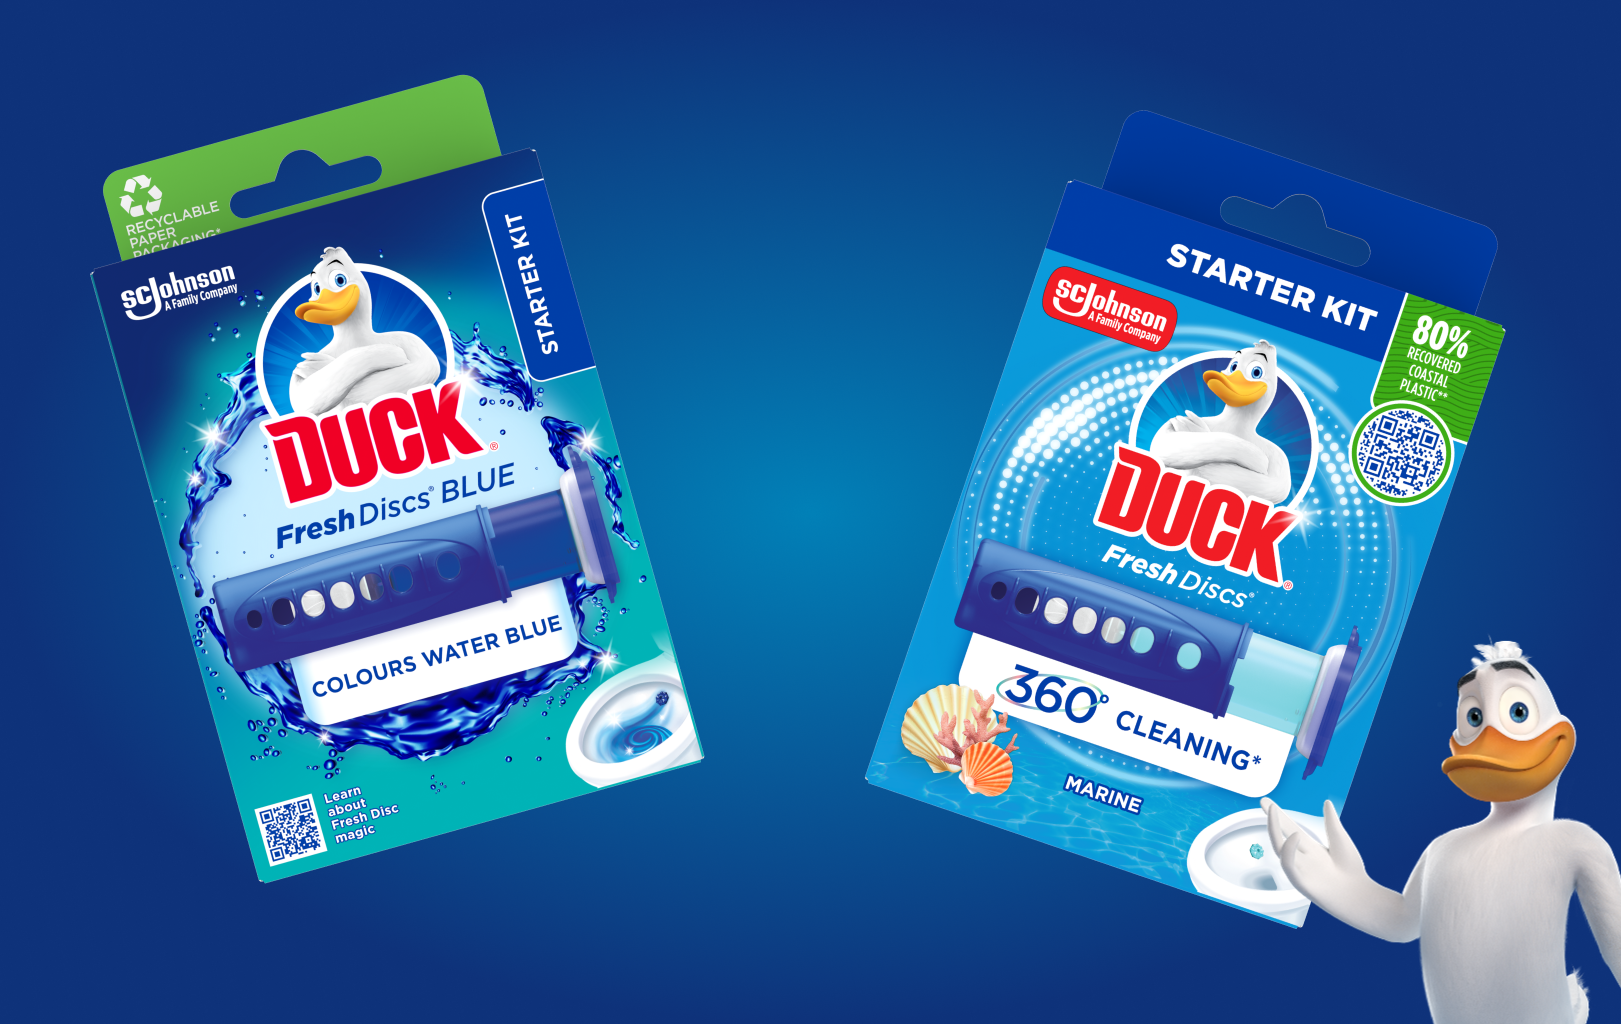 RECYCLABLE
PAPER
PACKAGING*
SCJohnson
A Family Company
STARTER KIT
DUCK®
Fresh Discs® BLUE
COLOURS WATER BLUE
Learn
about
Fresh Disc
magic
STARTER KIT
SCJohnson
A Family Company
80%
RECOVERED
COASTAL
PLASTIC**
DUCK®
Fresh Discs®
360° CLEANING*
MARINE